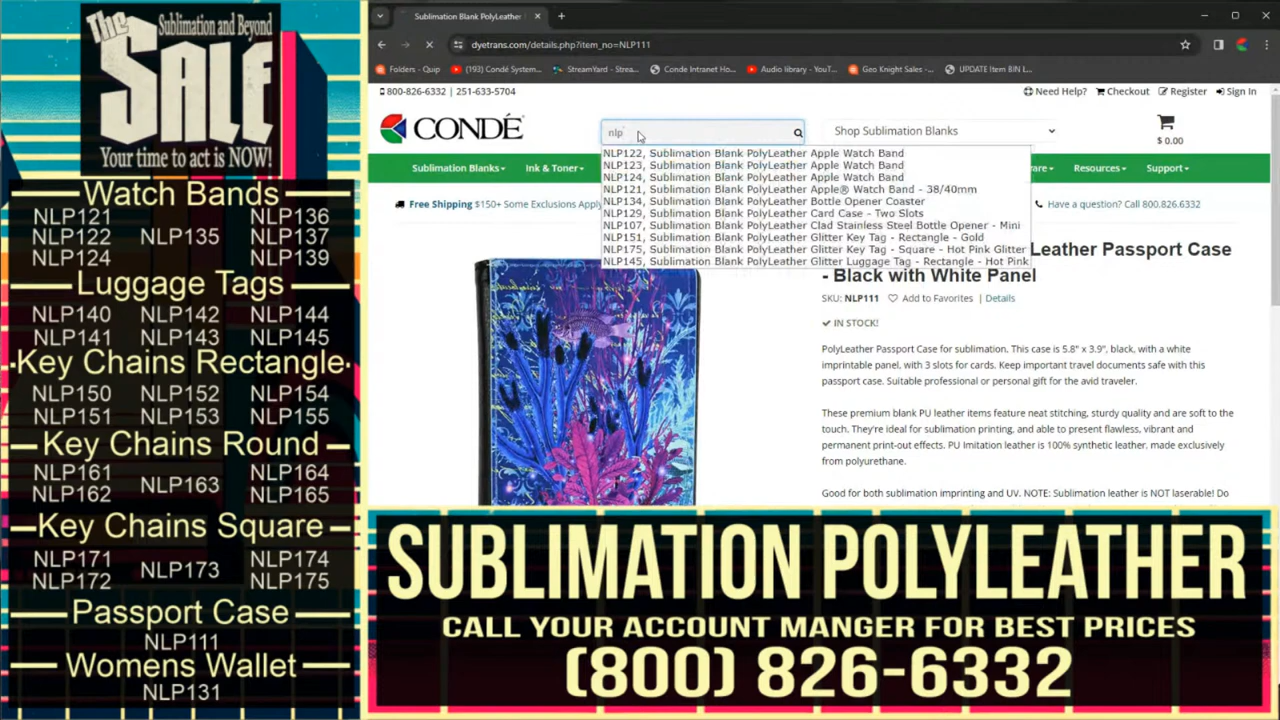 The
Sublimation and Beyond
SALE
Your time to act is NOW!
Watch Bands
NLP121 NLP136
NLP122 NLP135 NLP137
NLP124 NLP139
Luggage Tags
NLP140 NLP142 NLP144
NLP141 NLP143 NLP145
Key Chains Rectangle
NLP150 NLP152 NLP154
NLP151 NLP153 NLP155
Key Chains Round
NLP161 NLP164
NLP162 NLP163 NLP165
Key Chains Square
NLP171 NLP174
NLP172 NLP173 NLP175
Passport Case
NLP111
Womens Wallet
NLP131
Sublimation Blank PolyLeather
dyetrans.com/details.php?item_no=NLP111
Folders - Quip (193) Condé System... StreamYard - Strea... Conde Intranet Ho... Audio library - YouT... Geo Knight Sales -... UPDATE Item BIN L...
800-826-6332 | 251-633-5704 Need Help? Checkout Register Sign In
CONDÉ nlp Shop Sublimation Blanks $ 0.00
Sublimation Blanks Ink & Toner Resources Support
NLP122, Sublimation Blank PolyLeather Apple Watch Band
NLP123, Sublimation Blank PolyLeather Apple Watch Band
NLP124, Sublimation Blank PolyLeather Apple Watch Band
NLP121, Sublimation Blank PolyLeather Apple® Watch Band - 38/40mm
NLP134, Sublimation Blank PolyLeather Bottle Opener Coaster
NLP129, Sublimation Blank PolyLeather Card Case - Two Slots
NLP107, Sublimation Blank PolyLeather Clad Stainless Steel Bottle Opener - Mini
NLP151, Sublimation Blank PolyLeather Glitter Key Tag - Rectangle - Gold
NLP175, Sublimation Blank PolyLeather Glitter Key Tag - Square - Hot Pink Glitter
NLP145, Sublimation Blank PolyLeather Glitter Luggage Tag - Rectangle - Hot Pink
Free Shipping $150+ Some Exclusions Apply Have a question? Call 800.826.6332
Leather Passport Case
- Black with White Panel
SKU: NLP111 Add to Favorites | Details
IN STOCK!
PolyLeather Passport Case for sublimation. This case is 5.8" x 3.9", black, with a white
imprintable panel, with 3 slots for cards. Keep important travel documents safe with this
passport case. Suitable professional or personal gift for the avid traveler.
These premium blank PU leather items feature neat stitching, sturdy quality and are soft to the
touch. They're ideal for sublimation printing, and able to present flawless, vibrant and
permanent print-out effects. PU Imitation leather is 100% synthetic leather, made exclusively
from polyurethane.
Good for both sublimation imprinting and UV. NOTE: Sublimation leather is NOT laserable! Do
SUBLIMATION POLYLEATHER
CALL YOUR ACCOUNT MANGER FOR BEST PRICES
(800) 826-6332